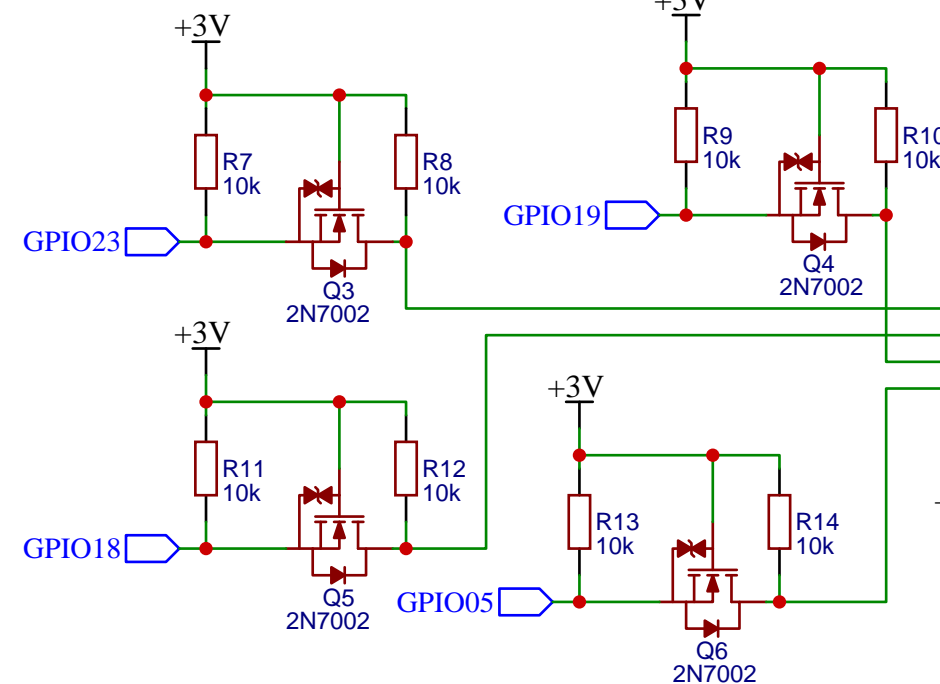 +3V
R7
10k
R8
10k
GPIO23
Q3
2N7002
+3V
R9
10k
R10
10k
GPIO19
Q4
2N7002
+3V
R11
10k
R12
10k
GPIO18
Q5
2N7002
+3V
R13
10k
R14
10k
GPIO05
Q6
2N7002